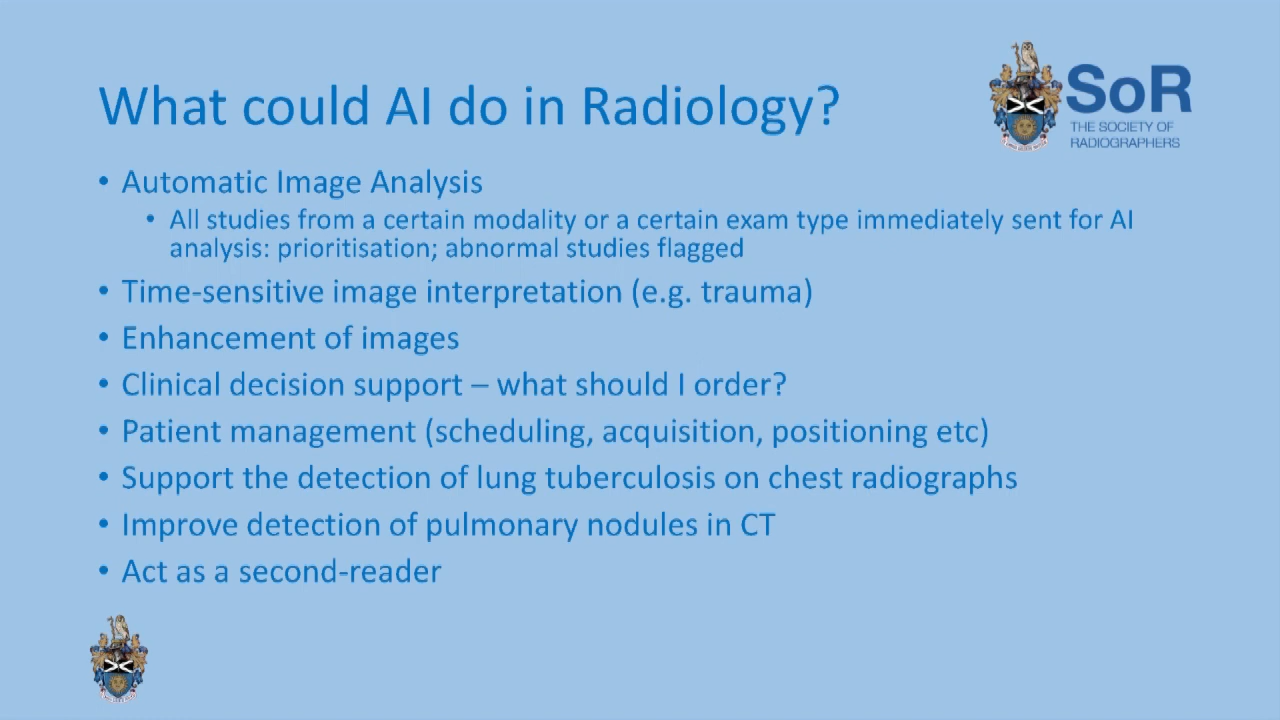 What could AI do in Radiology?
SoR
THE SOCIETY OF
RADIOGRAPHERS
• Automatic Image Analysis
• All studies from a certain modality or a certain exam type immediately sent for AI
analysis: prioritisation; abnormal studies flagged
• Time-sensitive image interpretation (e.g. trauma)
• Enhancement of images
• Clinical decision support – what should I order?
• Patient management (scheduling, acquisition, positioning etc)
• Support the detection of lung tuberculosis on chest radiographs
• Improve detection of pulmonary nodules in CT
• Act as a second-reader